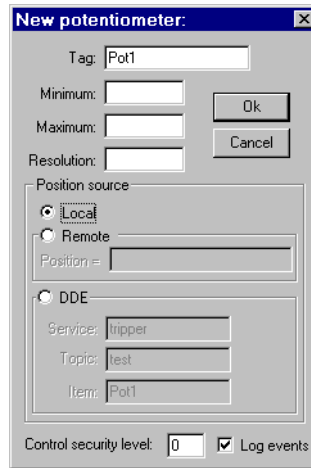 New potentiometer:
Tag: Pot1
Minimum:
Ok
Maximum:
Cancel
Resolution:
Position source
Local
Remote
Position =
DDE
Service: tripper
Topic: test
Item: Pot1
Control security level: 0 Log events